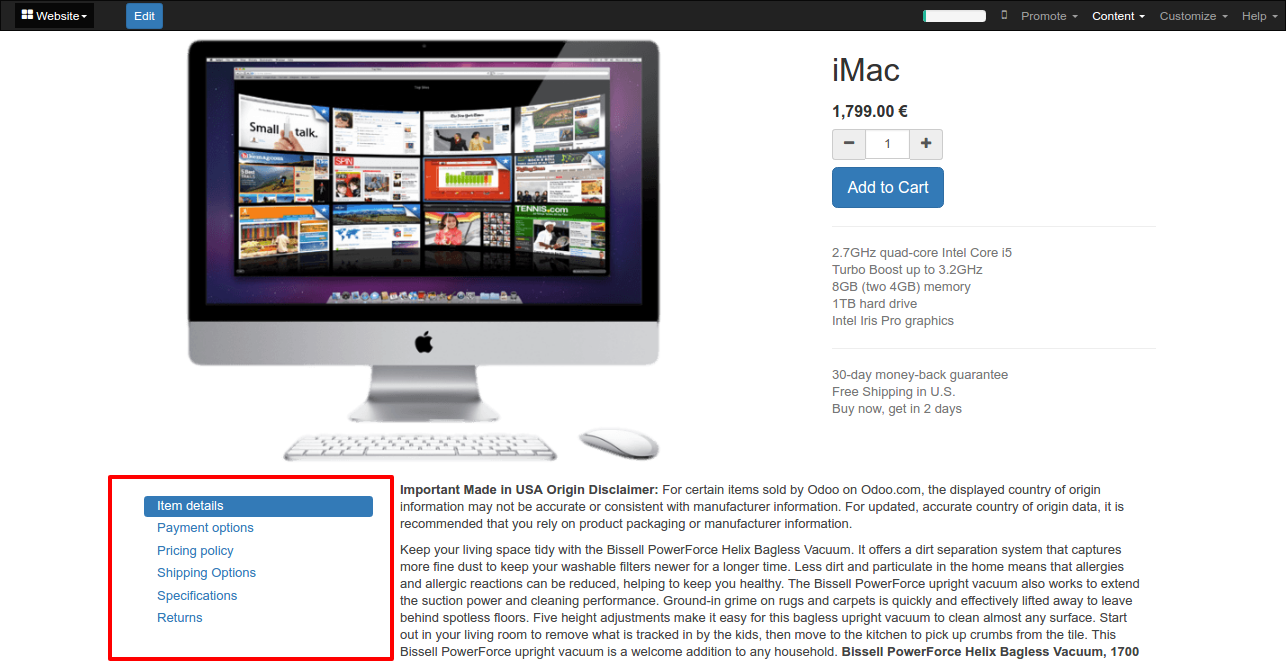 Website
Edit
Promote
Content
Customize
Help
iMac
1,799.00 €
1
Add to Cart
2.7GHz quad-core Intel Core i5
Turbo Boost up to 3.2GHz
8GB (two 4GB) memory
1TB hard drive
Intel Iris Pro graphics
30-day money-back guarantee
Free Shipping in U.S.
Buy now, get in 2 days
Small talk.
SPIN
TENNIS.com
Item details
Payment options
Pricing policy
Shipping Options
Specifications
Returns
Important Made in USA Origin Disclaimer: For certain items sold by Odoo on Odoo.com, the displayed country of origin
information may not be accurate or consistent with manufacturer information. For updated, accurate country of origin data, it is
recommended that you rely on product packaging or manufacturer information.
Keep your living space tidy with the Bissell PowerForce Helix Bagless Vacuum. It offers a dirt separation system that captures
more fine dust to keep your washable filters newer for a longer time. Less dirt and particulate in the home means that allergies
and allergic reactions can be reduced, helping to keep you healthy. The Bissell PowerForce upright vacuum also works to extend
the suction power and cleaning performance. Ground-in grime on rugs and carpets is quickly and effectively lifted away to leave
behind spotless floors. Five height adjustments make it easy for this bagless upright vacuum to clean almost any surface. Start
out in your living room to remove what is tracked in by the kids, then move to the kitchen to pick up crumbs from the tile. This
Bissell PowerForce upright vacuum is a welcome addition to any household. Bissell PowerForce Helix Bagless Vacuum, 1700